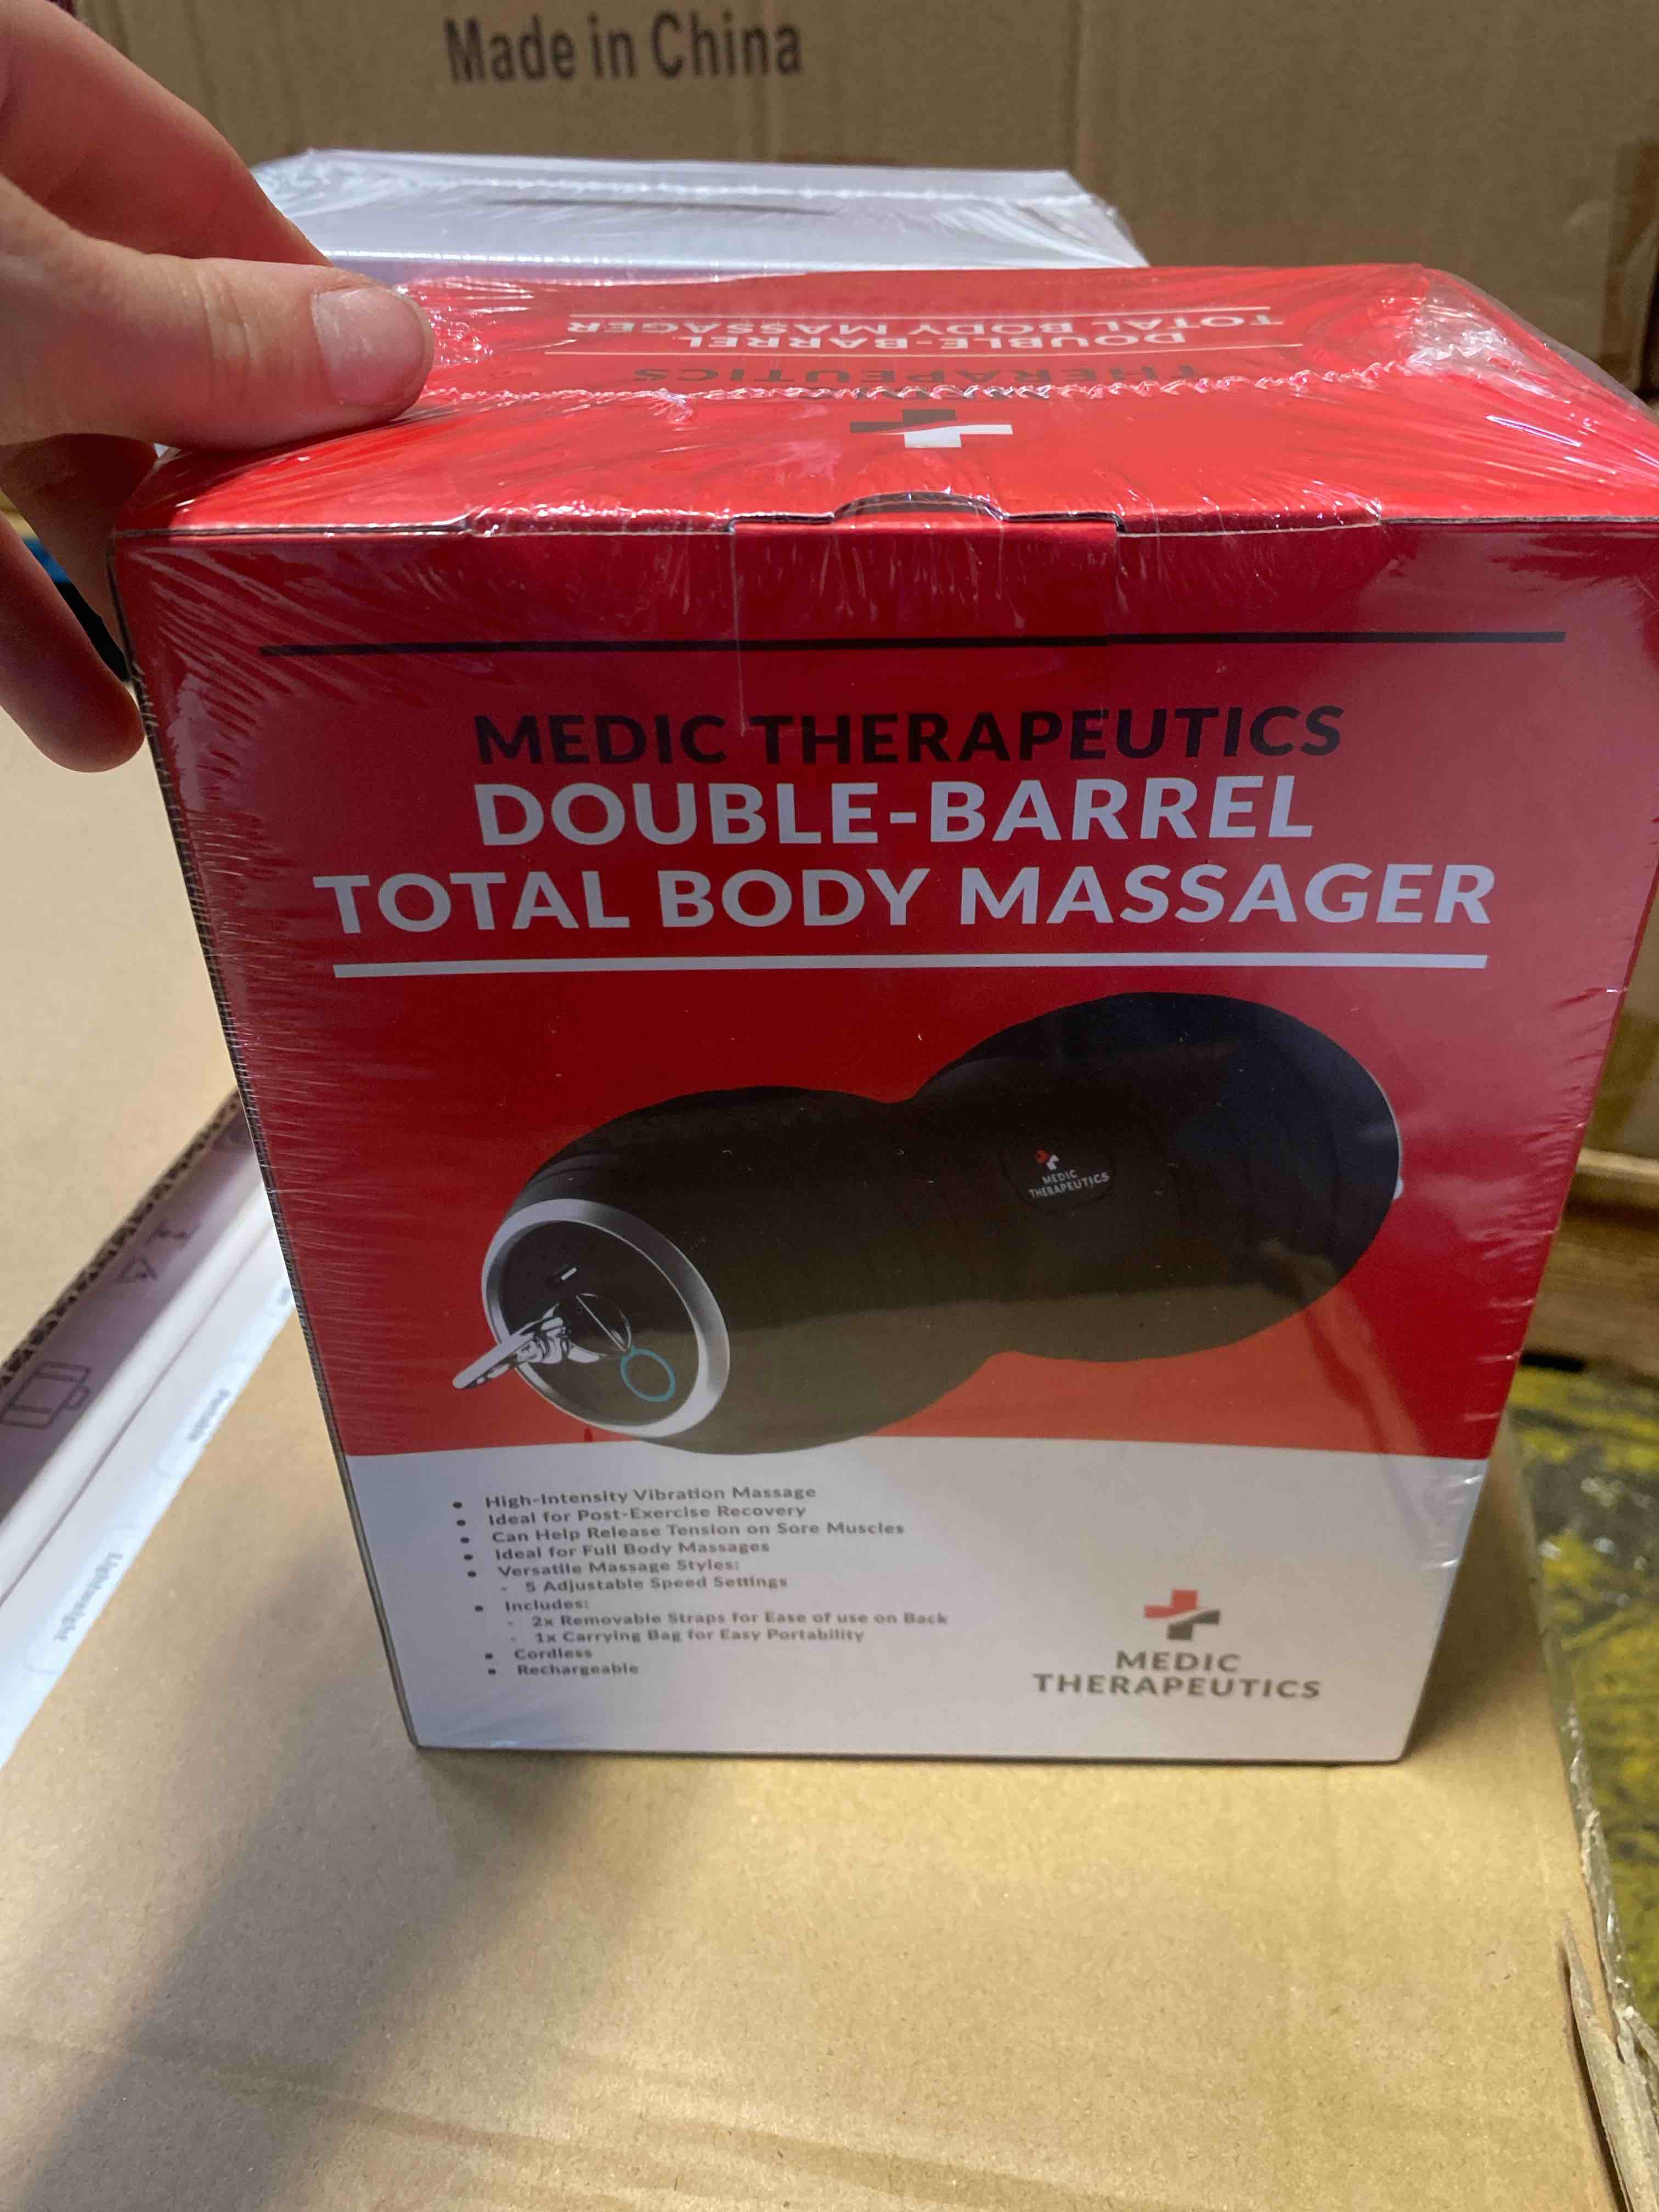 Made in China
TOTAL BODY MASSAGER
DOUBLE-BARREL
THERAPEUTICS
MEDIC THERAPEUTICS
DOUBLE-BARREL
TOTAL BODY MASSAGER
MEDIC
THERAPEUTICS
• High-Intensity Vibration Massage
• Ideal for Post-Exercise Recovery
• Can Help Release Tension on Sore Muscles
• Ideal for Full Body Massages
• Versatile Massage Styles:
- 5 Adjustable Speed Settings
• Includes:
- 2x Removable Straps for Ease of use on Back
- 1x Carrying Bag for Easy Portability
• Cordless
• Rechargeable
MEDIC
THERAPEUTICS
Portable
Lightweight